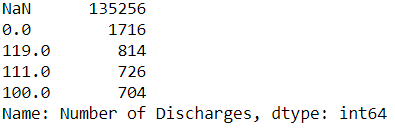 NaN      135256
0.0        1716
119.0       814
111.0       726
100.0       704
Name: Number of Discharges, dtype: int64